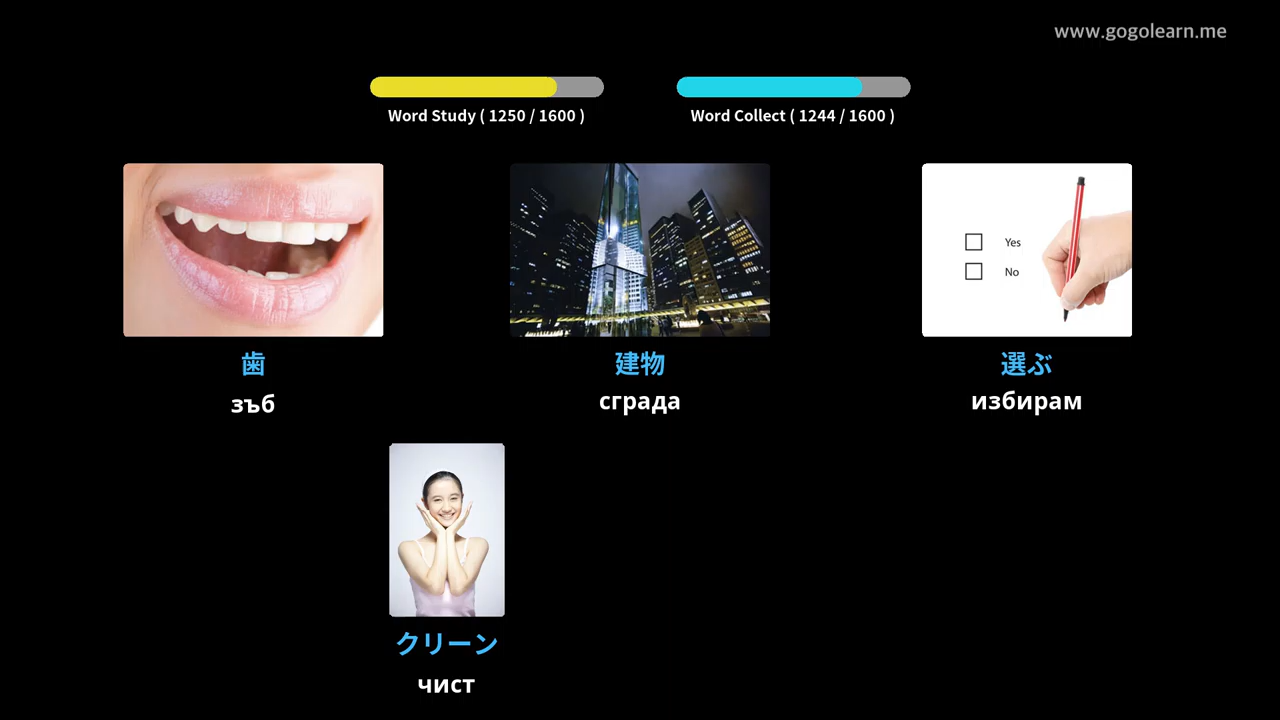 www.gogolearn.me
Word Study ( 1250 / 1600 )
Word Collect ( 1244 / 1600 )
Yes
No
歯
建物
選ぶ
зъб
сграда
избирам
クリーン
чист